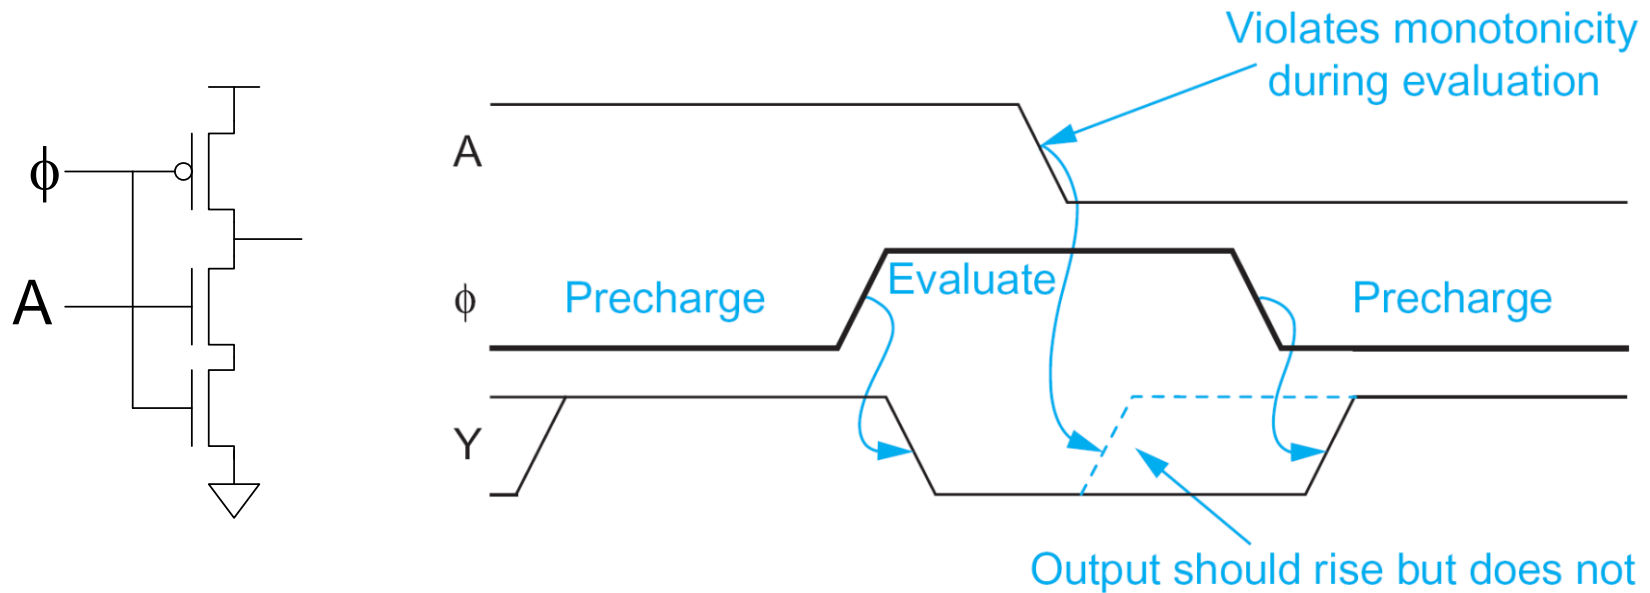 Violates monotonicity
during evaluation
ϕ
A
A
ϕ
Precharge
Evaluate
Precharge
Y
Output should rise but does not